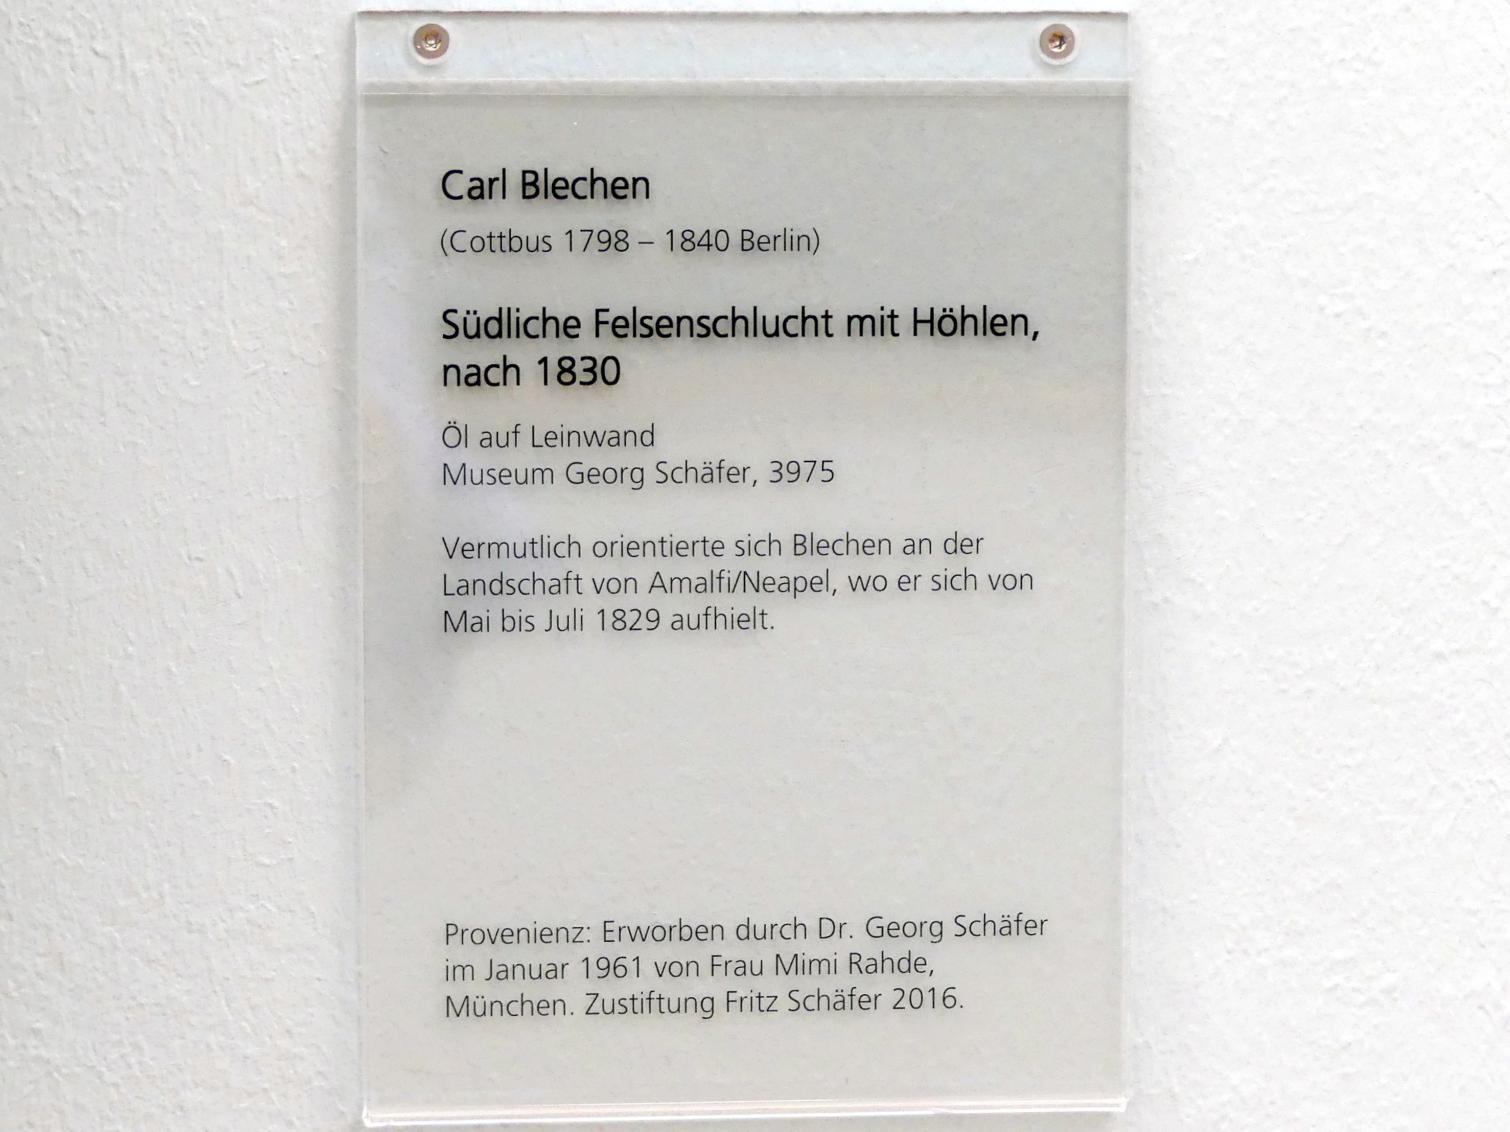 Carl Blechen
(Cottbus 1798 – 1840 Berlin)
Südliche Felsenschlucht mit Höhlen,
nach 1830
Öl auf Leinwand
Museum Georg Schäfer, 3975
Vermutlich orientierte sich Blechen an der
Landschaft von Amalfi/Neapel, wo er sich von
Mai bis Juli 1829 aufhielt.
Provenienz: Erworben durch Dr. Georg Schäfer
im Januar 1961 von Frau Mimi Rahde,
München. Zustiftung Fritz Schäfer 2016.